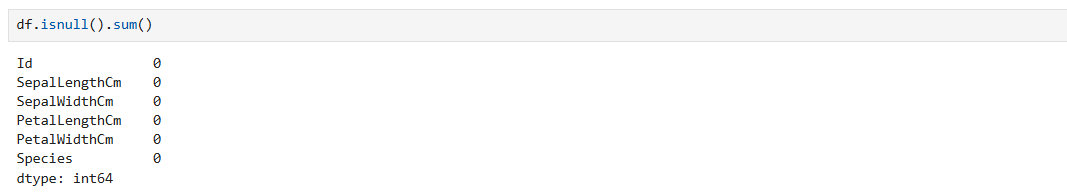 df.isnull().sum()
Id 0
SepalLengthCm 0
SepalWidthCm 0
PetalLengthCm 0
PetalWidthCm 0
Species 0
dtype: int64